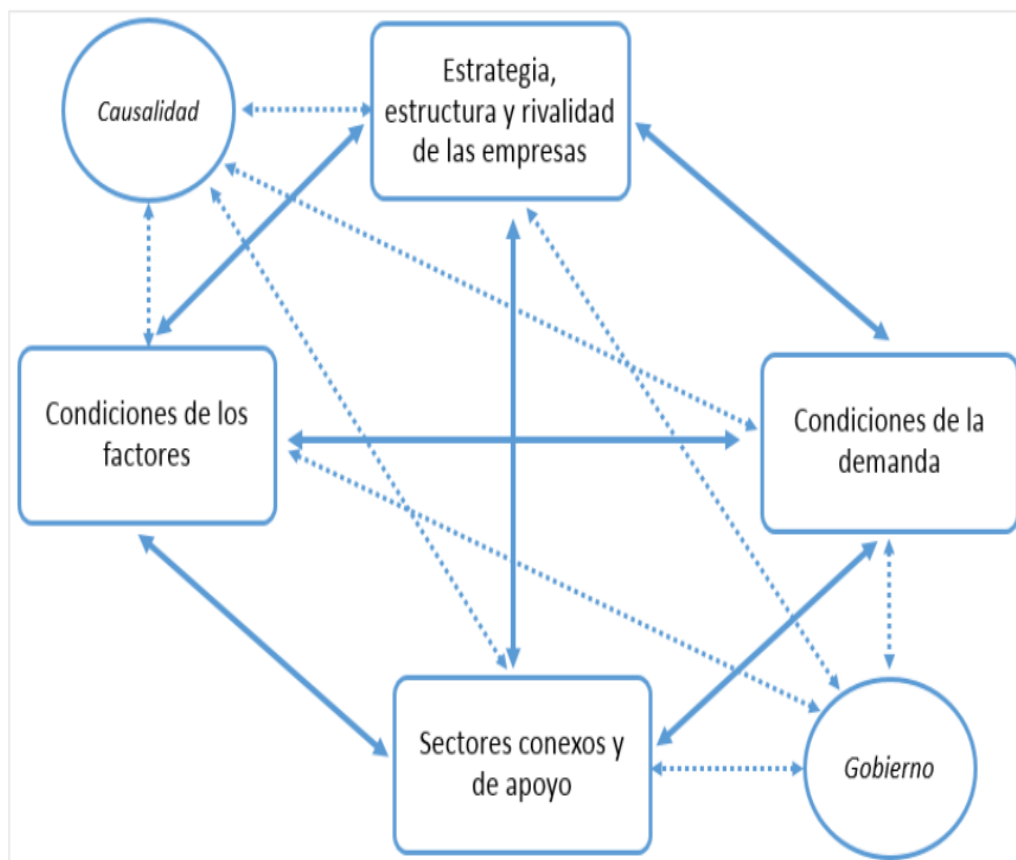 Causalidad
Estrategia,
estructura y rivalidad
de las empresas
Condiciones de los
factores
Condiciones de la
demanda
Sectores conexos y
de apoyo
Gobierno